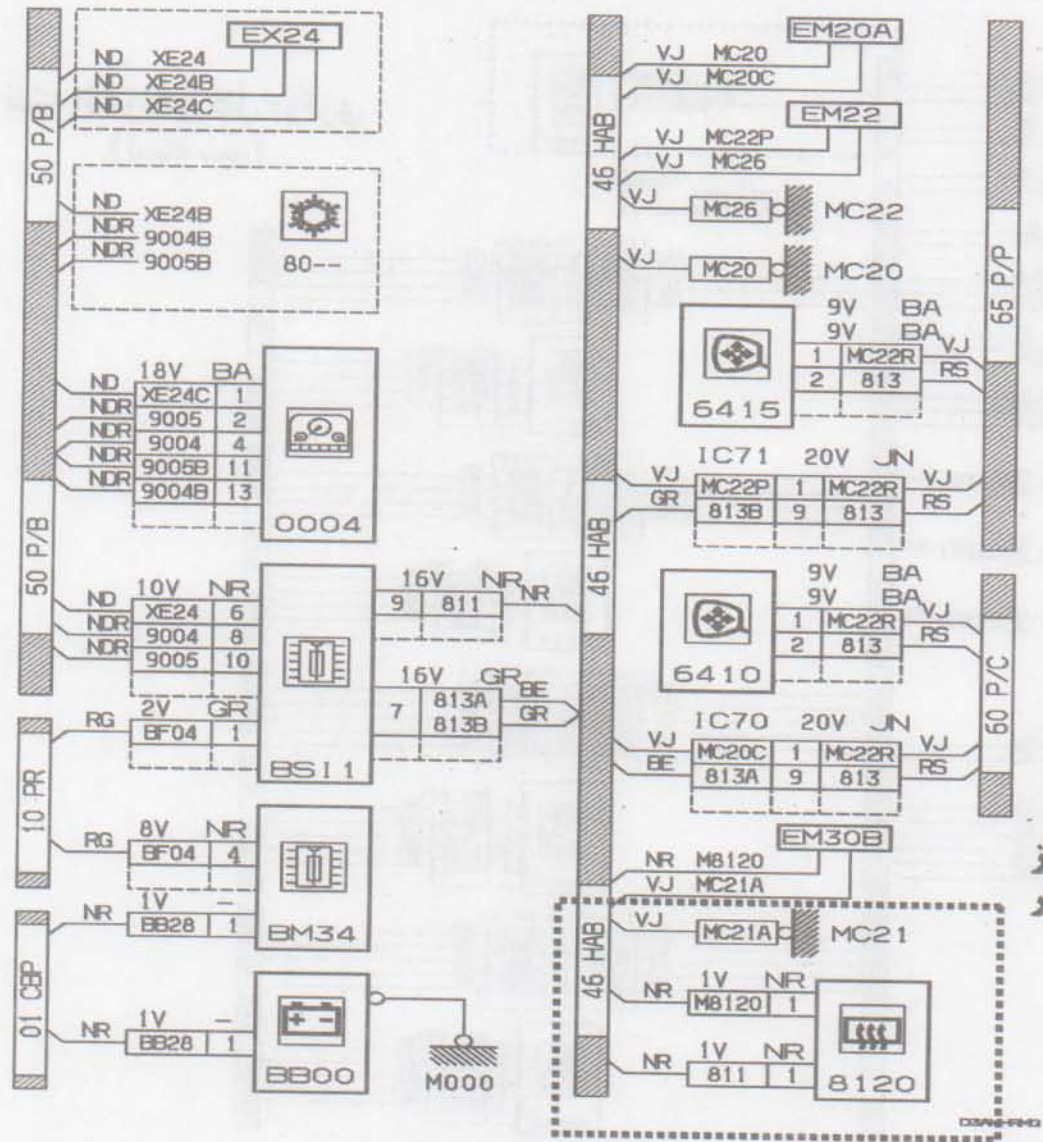 50 P/B
EX24
ND XE24
ND XE24B
ND XE24C
ND XE24B
NDR 9004B
NDR 9005B
80--
18V BA
ND XE24C 1
NDR 9005 2
NDR 9004 4
NDR 9005B 11
NDR 9004B 13
0004
50 P/B
10V NR
ND XE24 6
NDR 9004 8
NDR 9005 10
2V GR
RG BF04 1
16V NR
9 811 NR
16V GR
7 813A BE
813B GR
BSI1
10 PR
8V NR
RG BF04 4
1V -
NR BB28 1
BM34
01 CBP
1V -
NR BB28 1
BB00
M000
46 HAB
EM20A
VJ MC20
VJ MC20C
EM22
VJ MC22P
VJ MC26
VJ MC26 MC22
VJ MC20 MC20
65 P/P
9V BA
9V BA
1 MC22R VJ
2 813 RS
6415
46 HAB
IC71 20V JN
VJ MC22P 1 MC22R VJ
GR 813B 9 813 RS
9V BA
9V BA
1 MC22R VJ
2 813 RS
6410
60 P/C
IC70 20V JN
VJ MC20C 1 MC22R VJ
BE 813A 9 813 RS
EM30B
NR M8120
VJ MC21A
46 HAB
VJ MC21A MC21
1V NR
NR M8120 1
1V NR
NR 811 1
8120